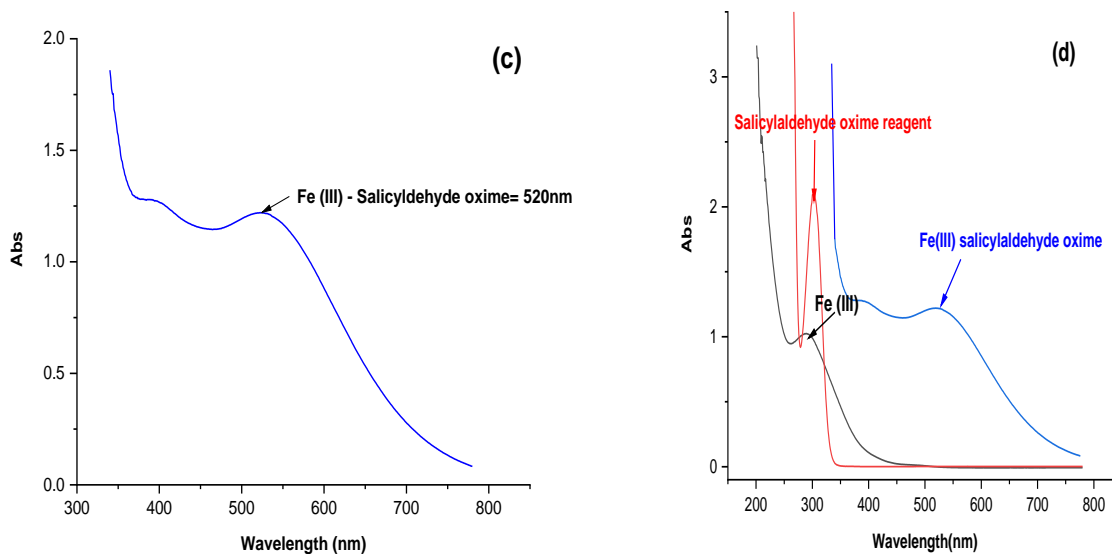 (c)
2.0
1.5
1.0
0.5
0.0
Abs
Fe (III) - Salicyldehyde oxime= 520nm
300 400 500 600 700 800
Wavelength (nm)
(d)
3
2
1
0
Abs
Salicylaldehyde oxime reagent
Fe(III) salicylaldehyde oxime
Fe (III)
200 300 400 500 600 700 800
Wavelength(nm)